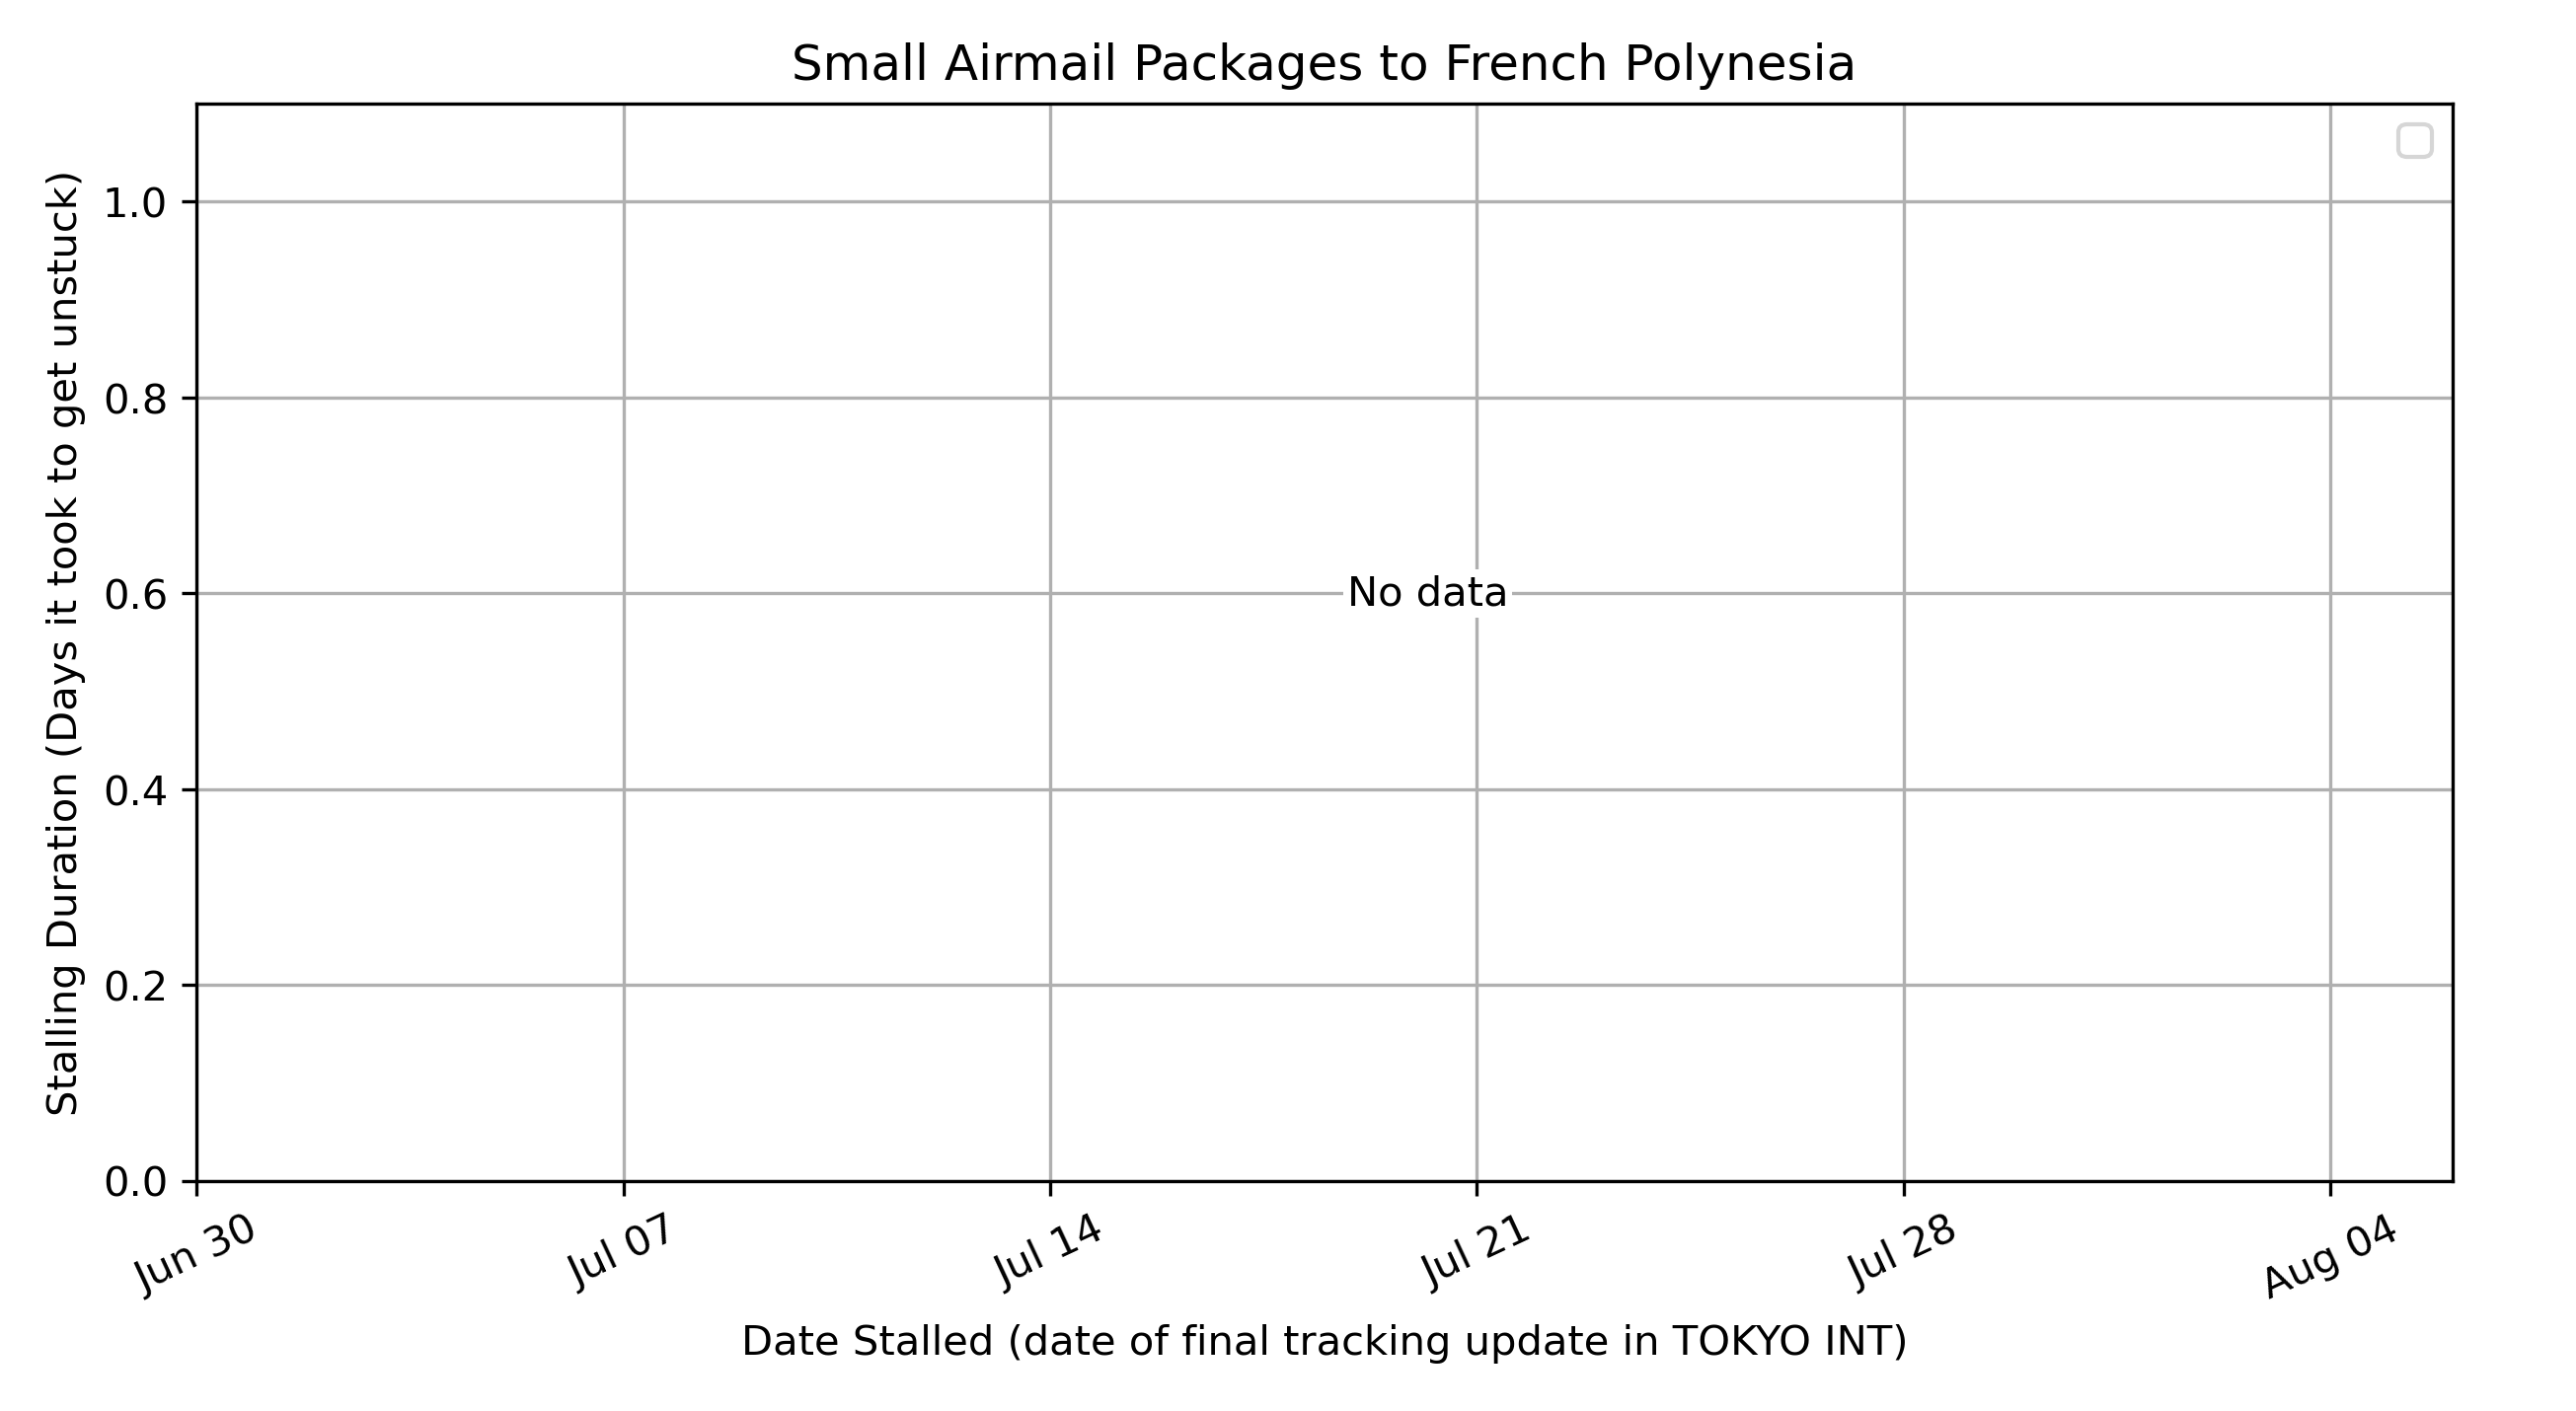 Small Airmail Packages to French Polynesia
Stalling Duration (Days it took to get unstuck)
1.0
0.8
0.6
0.4
0.2
0.0
No data
Jun 30
Jul 07
Jul 14
Jul 21
Jul 28
Aug 04
Date Stalled (date of final tracking update in TOKYO INT)